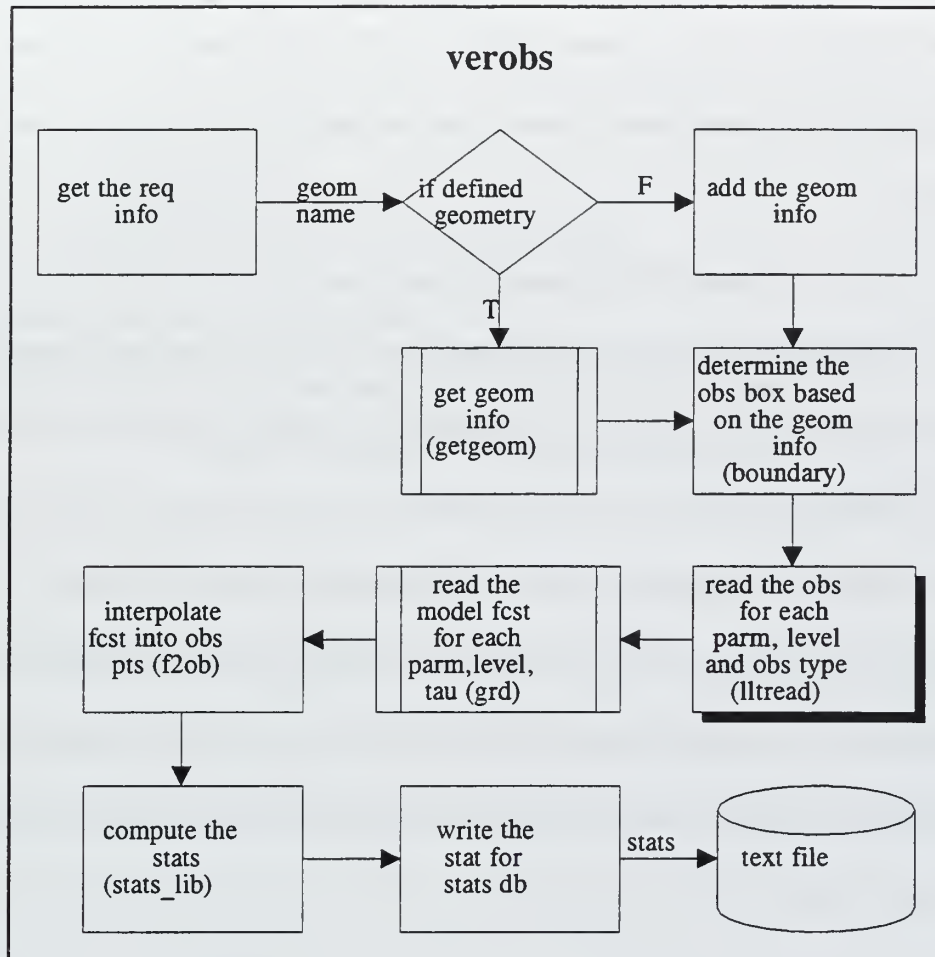 verobs
get the req
info
geom
name
if defined
geometry
F
add the geom
info
T
get geom
info
(getgeom)
determine the
obs box based
on the geom
info
(boundary)
interpolate
fcst into obs
pts (f2ob)
read the
model fcst
for each
parm,level,
tau (grd)
read the obs
for each
parm, level
and obs type
(lltread)
compute the
stats
(stats_lib)
write the
stat for
stats db
stats
text file